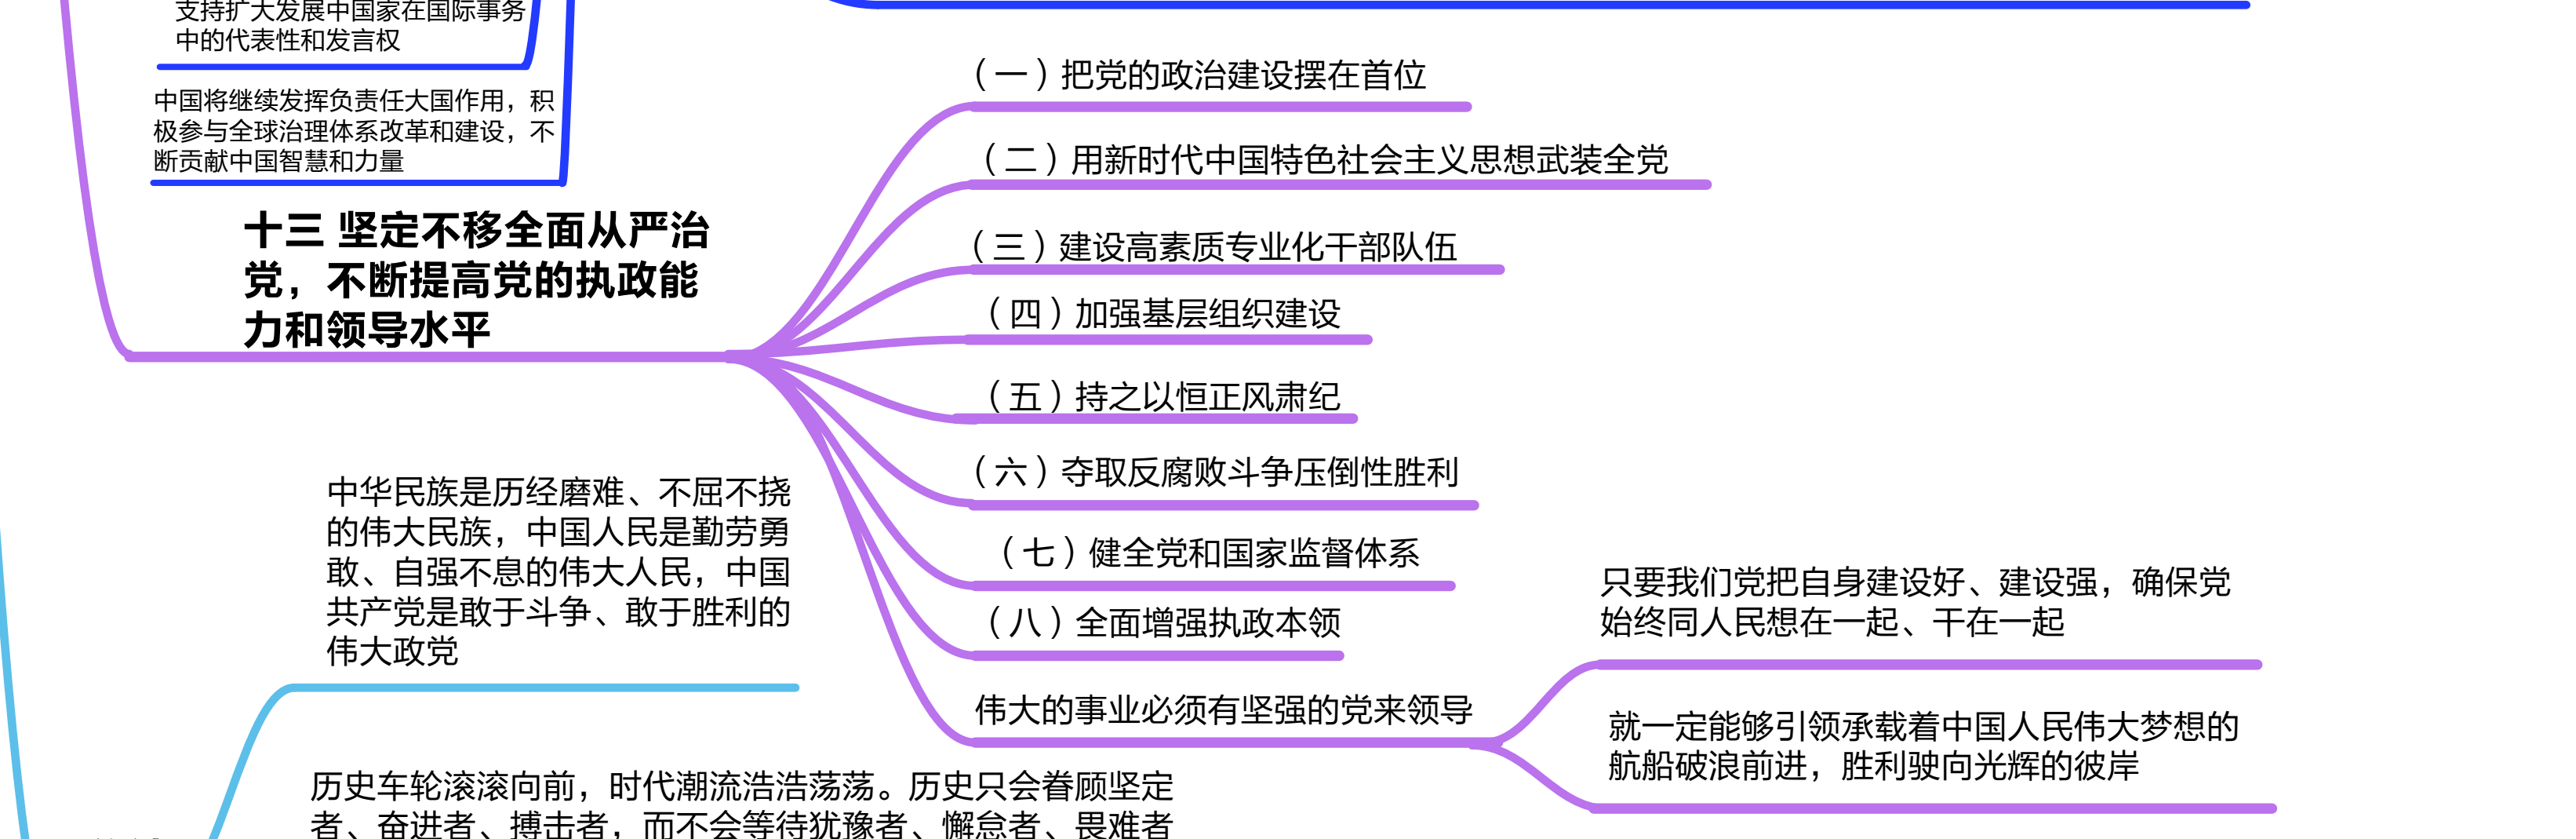 支持扩大发展中国家在国际事务
中的代表性和发言权
中国将继续发挥负责任大国作用，积
极参与全球治理体系改革和建设，不
断贡献中国智慧和力量
十三 坚定不移全面从严治
党，不断提高党的执政能
力和领导水平
（一）把党的政治建设摆在首位
（二）用新时代中国特色社会主义思想武装全党
（三）建设高素质专业化干部队伍
（四）加强基层组织建设
（五）持之以恒正风肃纪
（六）夺取反腐败斗争压倒性胜利
（七）健全党和国家监督体系
（八）全面增强执政本领
伟大的事业必须有坚强的党来领导
只要我们党把自身建设好、建设强，确保党
始终同人民想在一起、干在一起
就一定能够引领承载着中国人民伟大梦想的
航船破浪前进，胜利驶向光辉的彼岸
中华民族是历经磨难、不屈不挠
的伟大民族，中国人民是勤劳勇
敢、自强不息的伟大人民，中国
共产党是敢于斗争、敢于胜利的
伟大政党
历史车轮滚滚向前，时代潮流浩浩荡荡。历史只会眷顾坚定
者、奋进者、搏击者，而不会等待犹豫者、懈怠者、畏难者